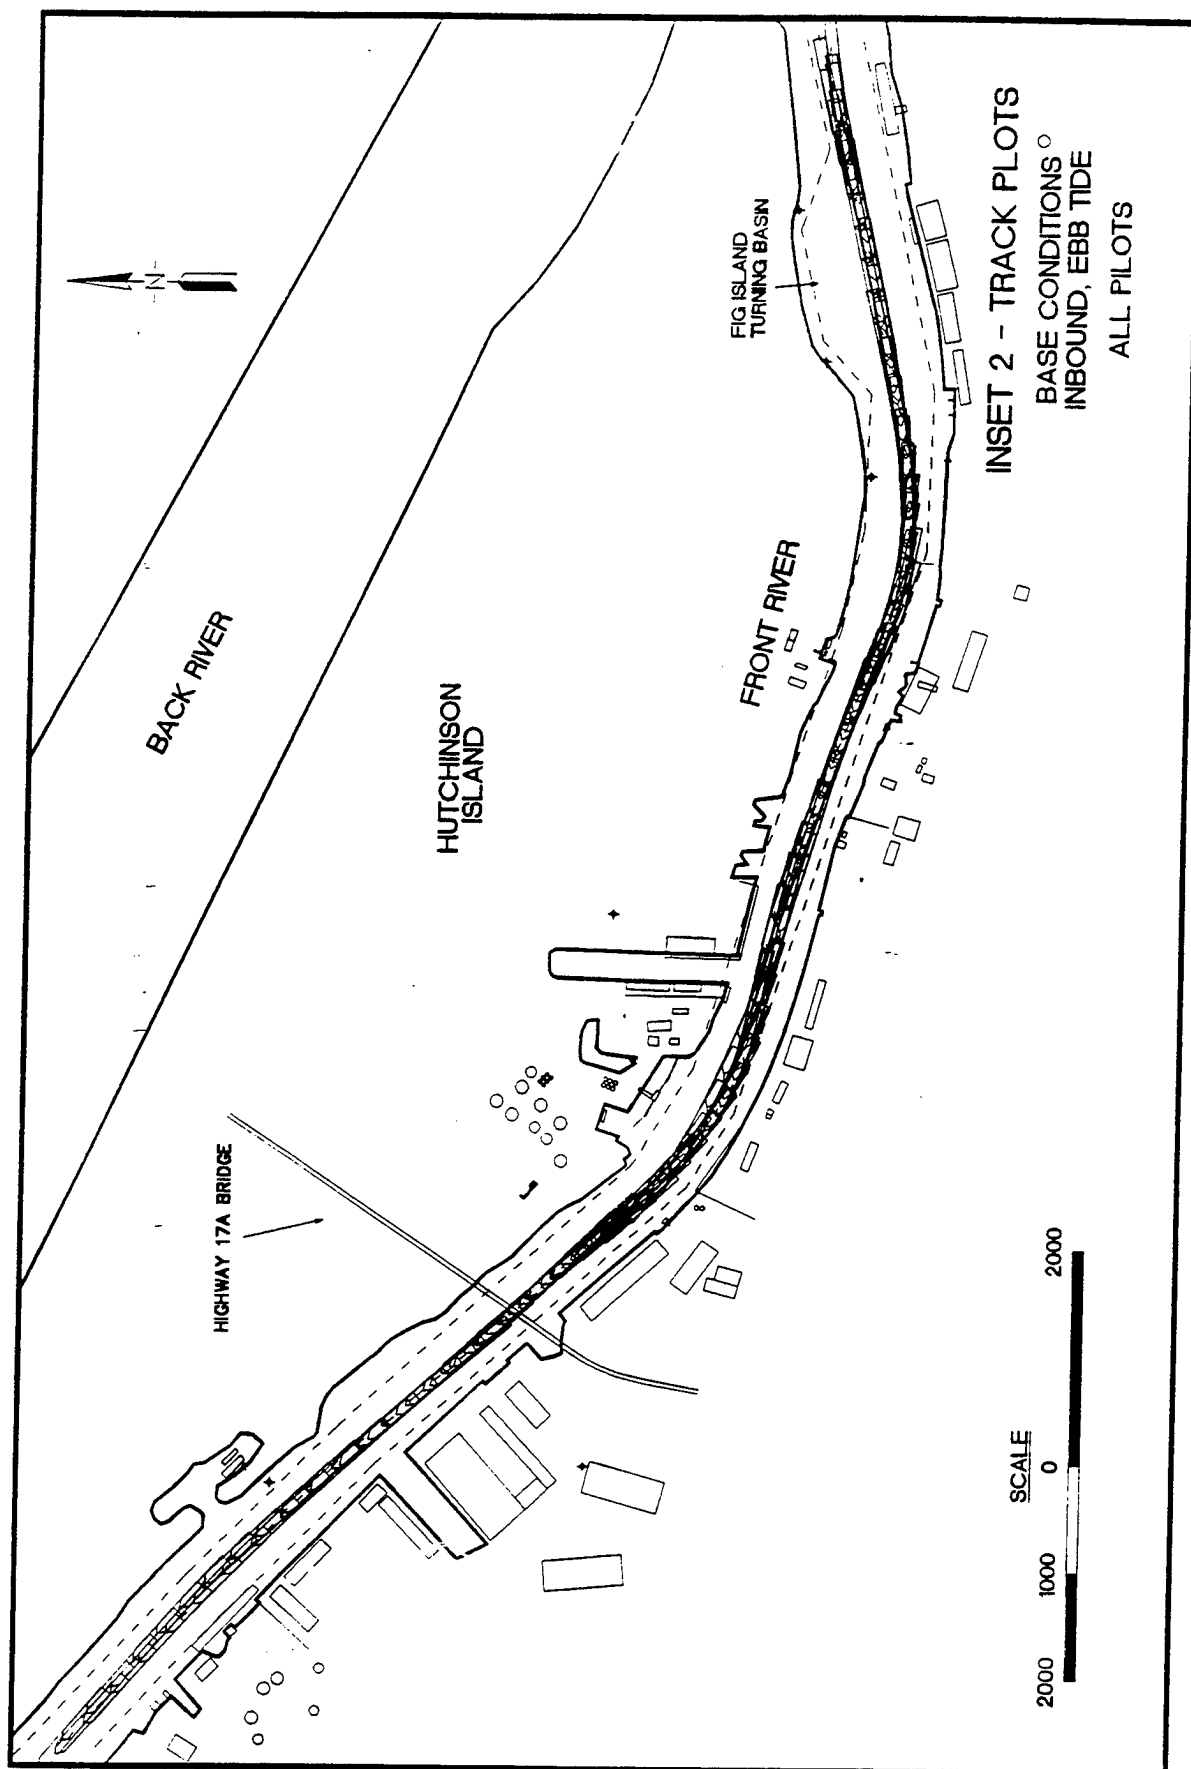 BACK RIVER
HUTCHINSON
ISLAND
N
HIGHWAY 17A BRIDGE
FRONT RIVER
FIG ISLAND
TURNING BASIN
INSET 2 - TRACK PLOTS
BASE CONDITIONS
INBOUND, EBB TIDE
ALL PILOTS
SCALE
2000 1000 0 2000